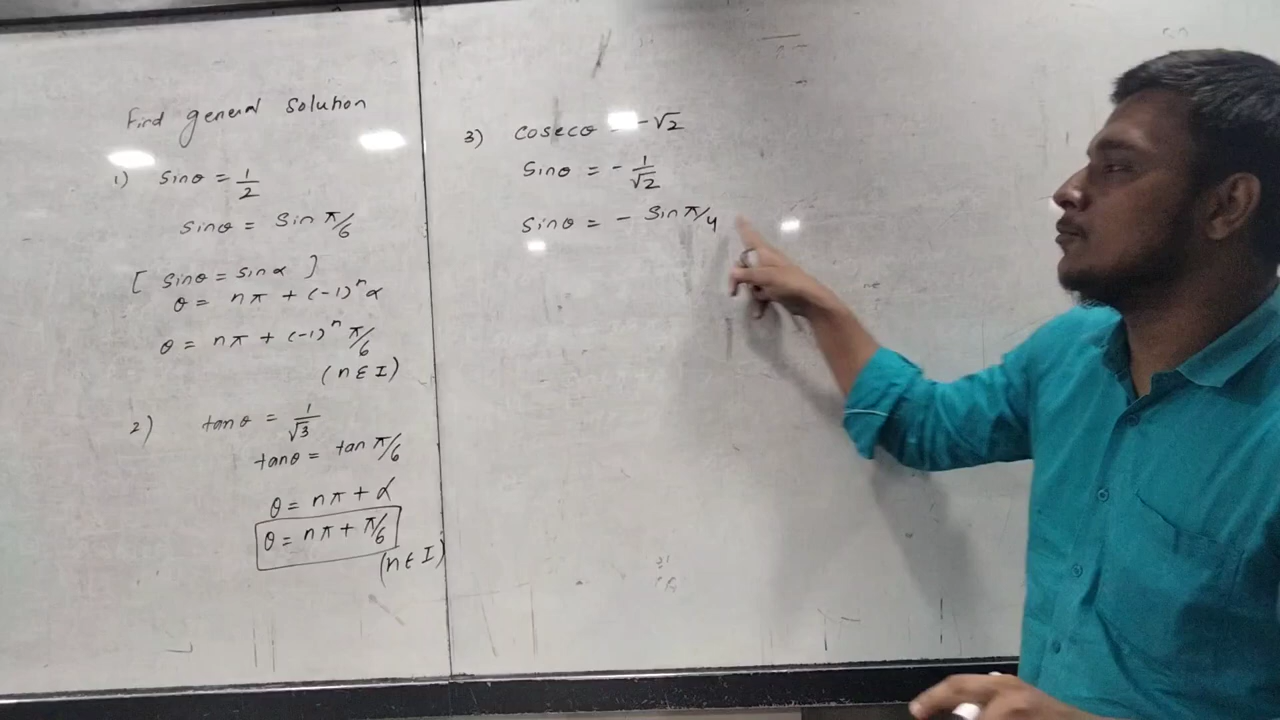 Find general solution
1) sinθ = 1/2
sinθ = sin π/6
[ sinθ = sinα ]
θ = nπ + (-1)ⁿα
θ = nπ + (-1)ⁿ π/6
(n ∈ I)
2) tanθ = 1/√3
tanθ = tan π/6
θ = nπ + α
θ = nπ + π/6
(n ∈ I)
3) cosecθ = -√2
sinθ = - 1/√2
sinθ = - sin π/4